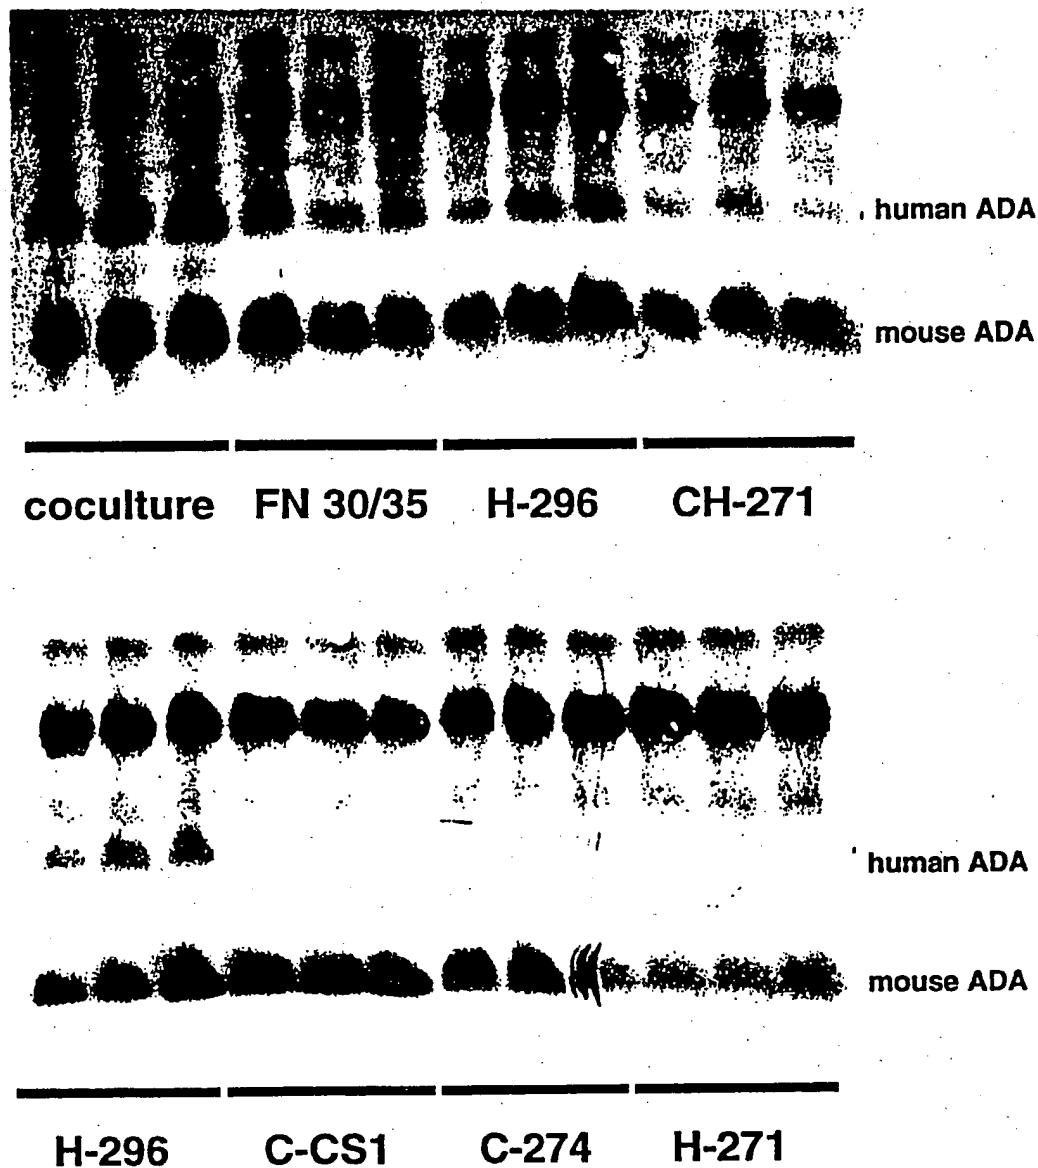 human ADA
mouse ADA
coculture FN 30/35 H-296 CH-271
human ADA
mouse ADA
H-296 C-CS1 C-274 H-271